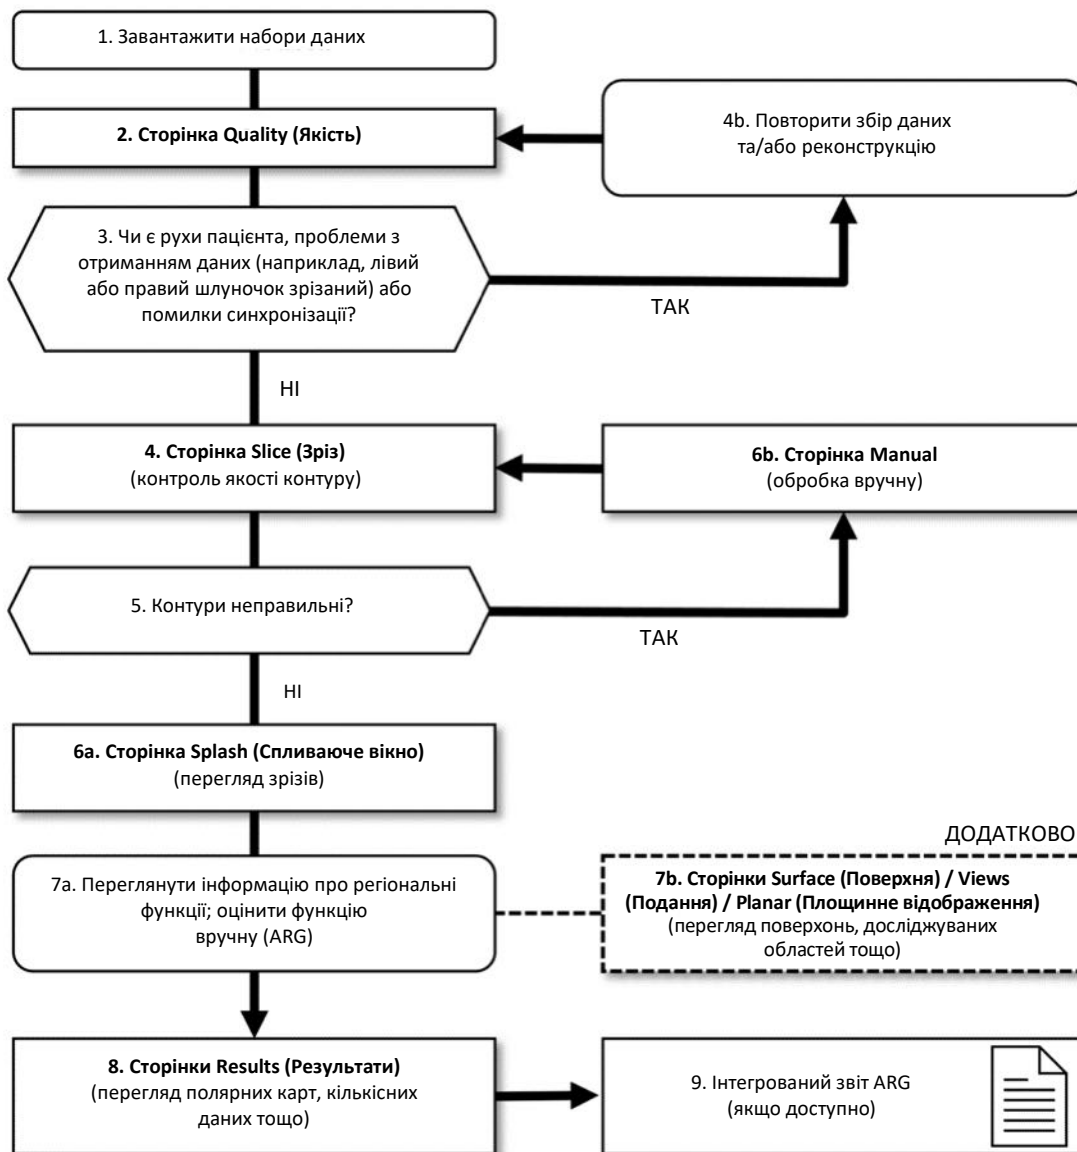 1. Завантажити набори даних
2. Сторінка Quality (Якість)
4b. Повторити збір даних
та/або реконструкцію
3. Чи є рухи пацієнта, проблеми з
отриманням даних (наприклад, лівий
або правий шлуночок зрізаний) або
помилки синхронізації?
ТАК
НІ
4. Сторінка Slice (Зріз)
(контроль якості контуру)
6b. Сторінка Manual
(обробка вручну)
5. Контури неправильні?
ТАК
НІ
6a. Сторінка Splash (Спливаюче вікно)
(перегляд зрізів)
ДОДАТКОВО
7a. Переглянути інформацію про регіональні
функції; оцінити функцію
вручну (ARG)
7b. Сторінки Surface (Поверхня) / Views
(Подання) / Planar (Площинне відображення)
(перегляд поверхонь, досліджуваних
областей тощо)
8. Сторінки Results (Результати)
(перегляд полярних карт, кількісних
даних тощо)
9. Інтегрований звіт ARG
(якщо доступно)